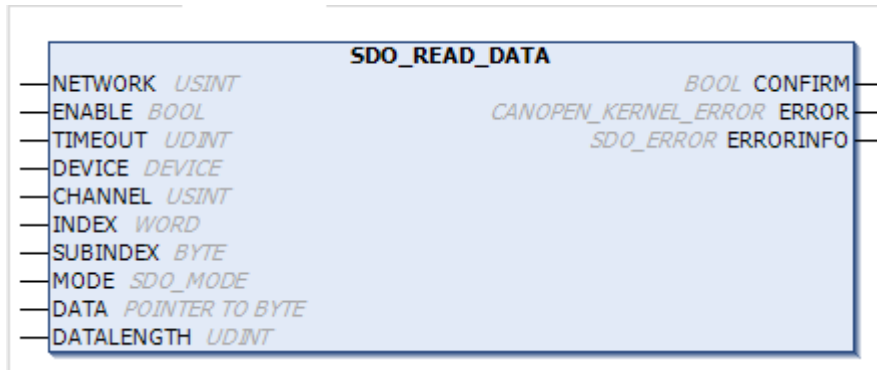 SDO_READ_DATA
NETWORK USINT BOOL CONFIRM
ENABLE BOOL CANOPEN_KERNEL_ERROR ERROR
TIMEOUT UDINT SDO_ERROR ERRORINFO
DEVICE DEVICE
CHANNEL USINT
INDEX WORD
SUBINDEX BYTE
MODE SDO_MODE
DATA POINTER TO BYTE
DATALENGTH UDINT